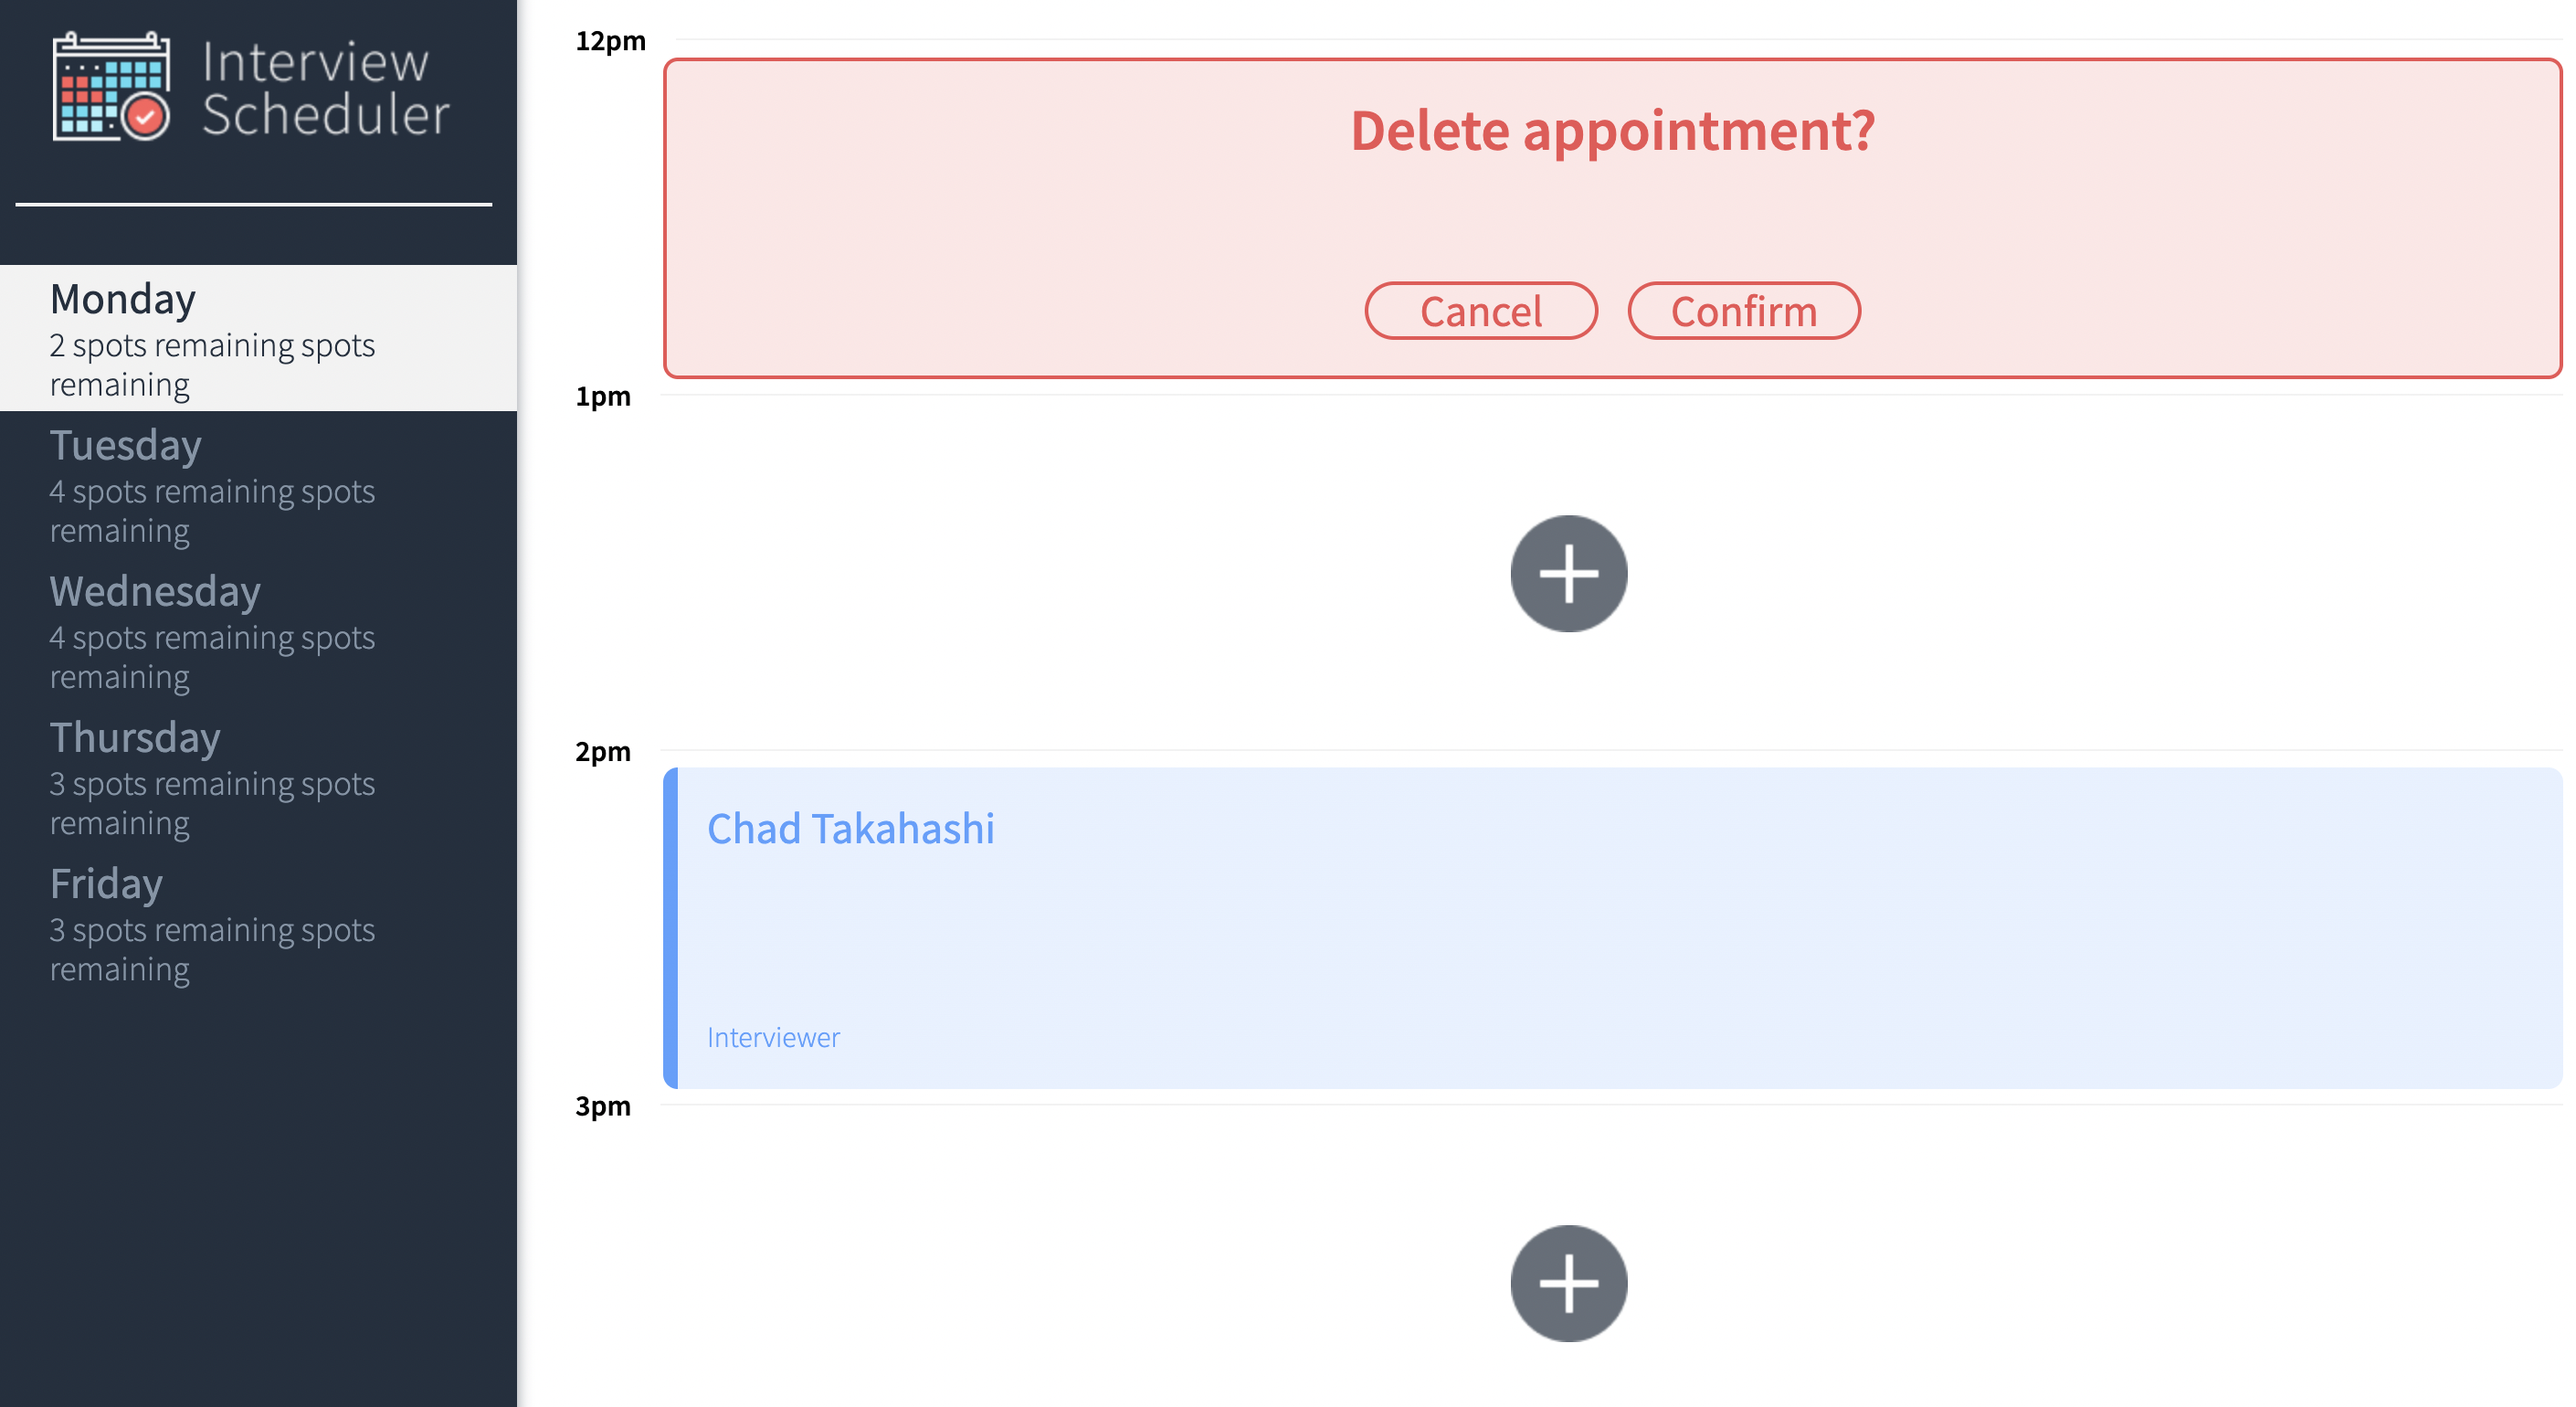 Interview
Scheduler
Monday
2 spots remaining spots
remaining
Tuesday
4 spots remaining spots
remaining
Wednesday
4 spots remaining spots
remaining
Thursday
3 spots remaining spots
remaining
Friday
3 spots remaining spots
remaining
12pm
Delete appointment?
Cancel Confirm
1pm
2pm
Chad Takahashi
Interviewer
3pm